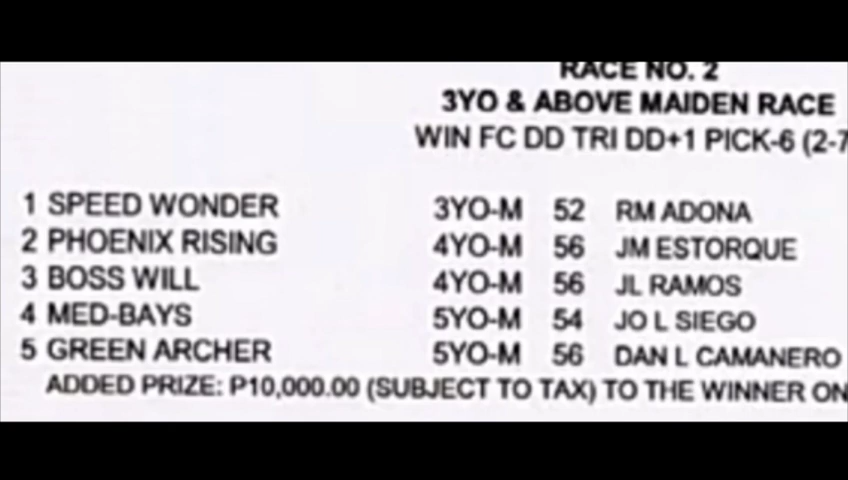 RACE NO. 2
3YO & ABOVE MAIDEN RACE
WIN FC DD TRI DD+1 PICK-6 (2-7
1 SPEED WONDER 3YO-M 52 RM ADONA
2 PHOENIX RISING 4YO-M 56 JM ESTORQUE
3 BOSS WILL 4YO-M 56 JL RAMOS
4 MED-BAYS 5YO-M 54 JO L SIEGO
5 GREEN ARCHER 5YO-M 56 DAN L CAMANERO
ADDED PRIZE: P10,000.00 (SUBJECT TO TAX) TO THE WINNER ON